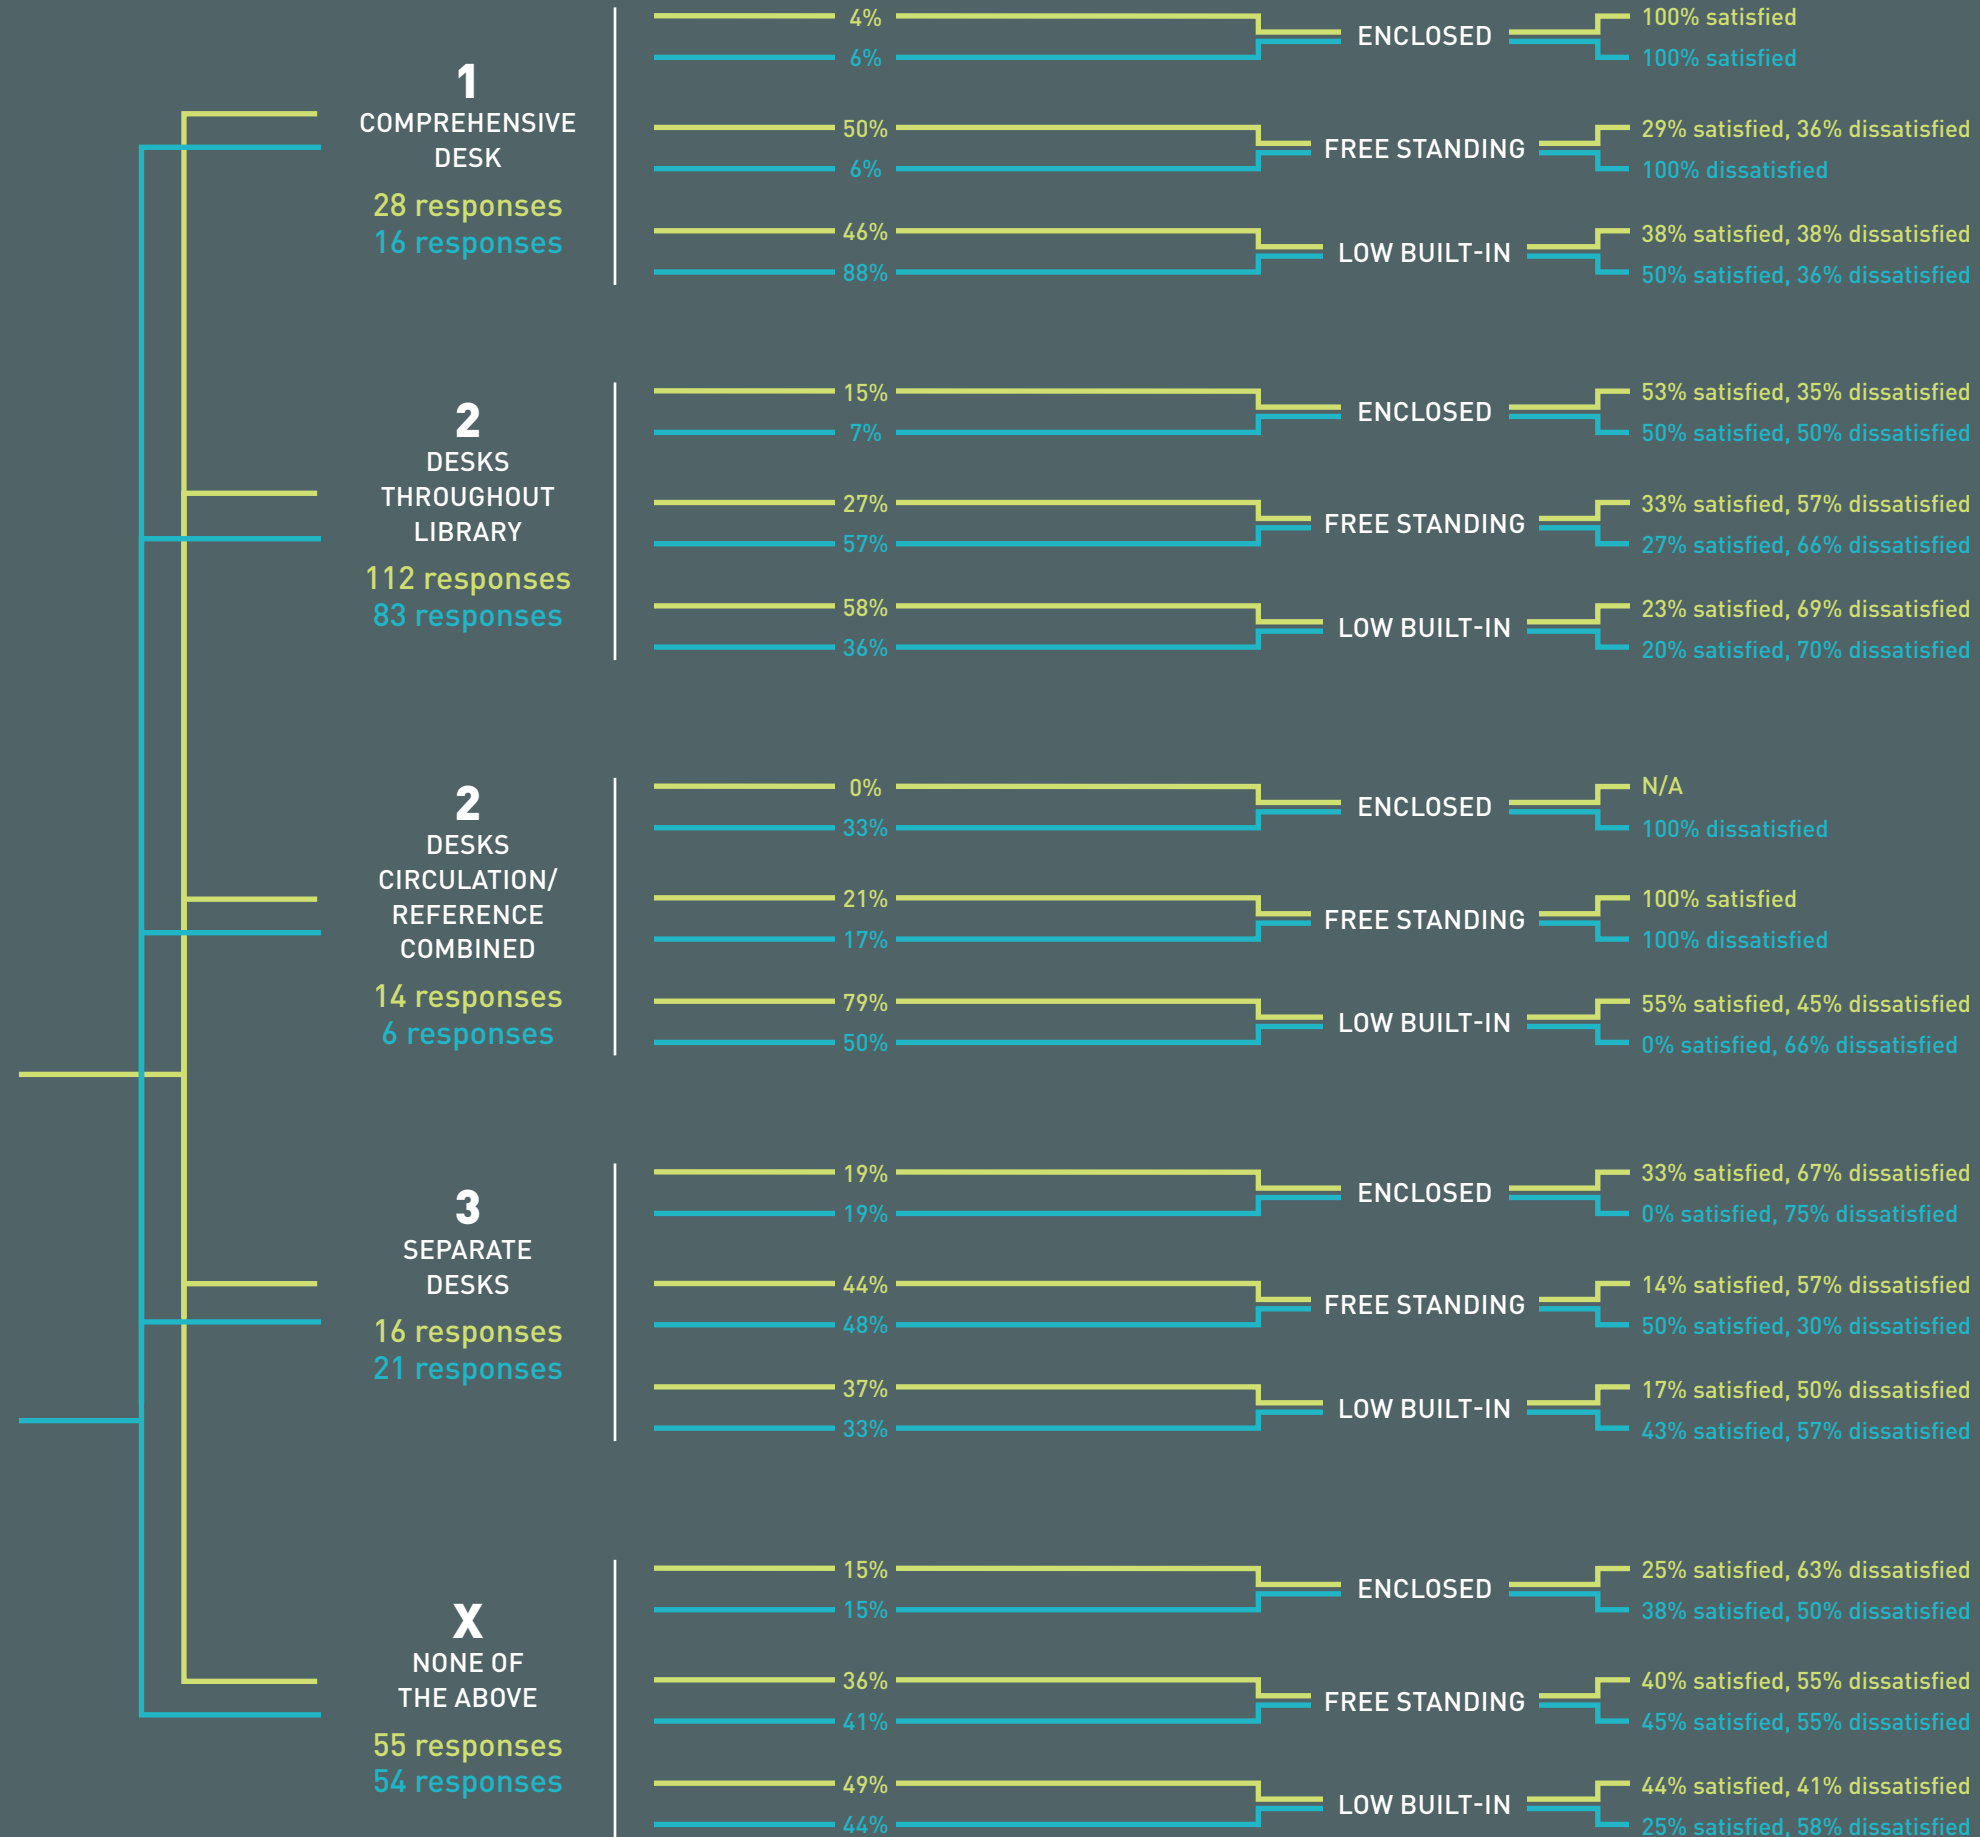 1
COMPREHENSIVE
DESK
28 responses
16 responses
4%
6%
ENCLOSED
100% satisfied
100% satisfied
50%
6%
FREE STANDING
29% satisfied, 36% dissatisfied
100% dissatisfied
46%
88%
LOW BUILT-IN
38% satisfied, 38% dissatisfied
50% satisfied, 36% dissatisfied
2
DESKS
THROUGHOUT
LIBRARY
112 responses
83 responses
15%
7%
ENCLOSED
53% satisfied, 35% dissatisfied
50% satisfied, 50% dissatisfied
27%
57%
FREE STANDING
33% satisfied, 57% dissatisfied
27% satisfied, 66% dissatisfied
58%
36%
LOW BUILT-IN
23% satisfied, 69% dissatisfied
20% satisfied, 70% dissatisfied
2
DESKS
CIRCULATION/
REFERENCE
COMBINED
14 responses
6 responses
0%
33%
ENCLOSED
N/A
100% dissatisfied
21%
17%
FREE STANDING
100% satisfied
100% dissatisfied
79%
50%
LOW BUILT-IN
55% satisfied, 45% dissatisfied
0% satisfied, 66% dissatisfied
3
SEPARATE
DESKS
16 responses
21 responses
19%
19%
ENCLOSED
33% satisfied, 67% dissatisfied
0% satisfied, 75% dissatisfied
44%
48%
FREE STANDING
14% satisfied, 57% dissatisfied
50% satisfied, 30% dissatisfied
37%
33%
LOW BUILT-IN
17% satisfied, 50% dissatisfied
43% satisfied, 57% dissatisfied
X
NONE OF
THE ABOVE
55 responses
54 responses
15%
15%
ENCLOSED
25% satisfied, 63% dissatisfied
38% satisfied, 50% dissatisfied
36%
41%
FREE STANDING
40% satisfied, 55% dissatisfied
45% satisfied, 55% dissatisfied
49%
44%
LOW BUILT-IN
44% satisfied, 41% dissatisfied
25% satisfied, 58% dissatisfied